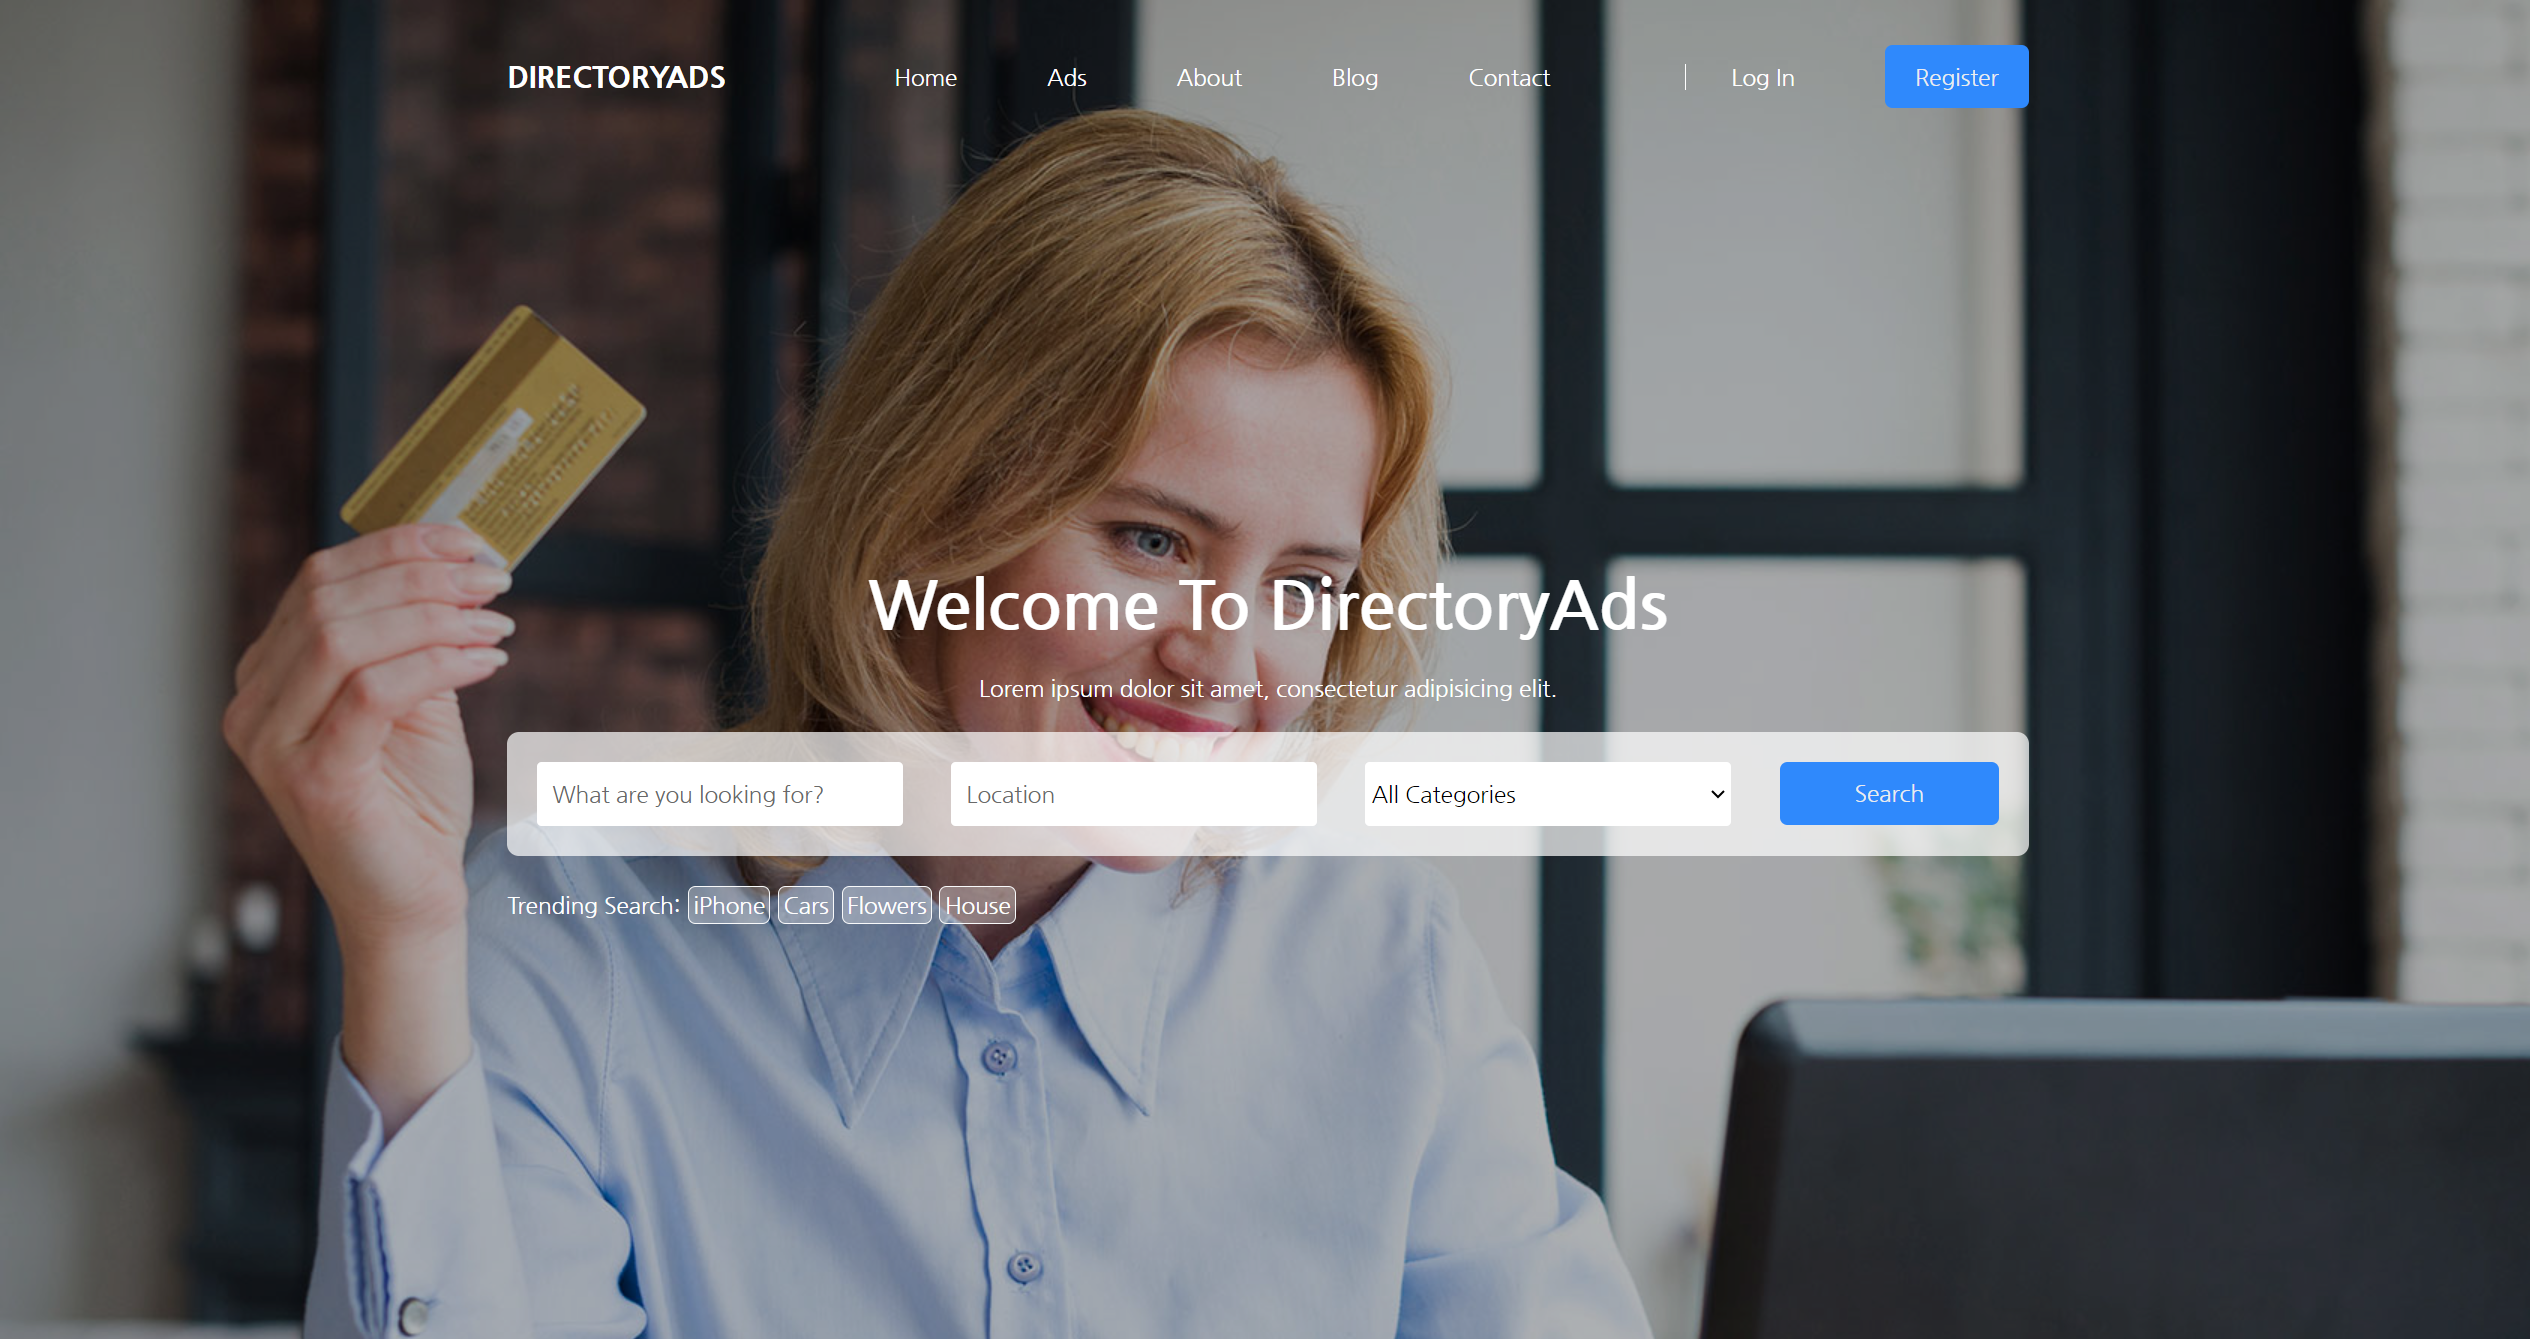 DIRECTORYADS Home Ads About Blog Contact Log In Register
Welcome To DirectoryAds
Lorem ipsum dolor sit amet, consectetur adipisicing elit.
What are you looking for? Location All Categories Search
Trending Search: iPhone Cars Flowers House